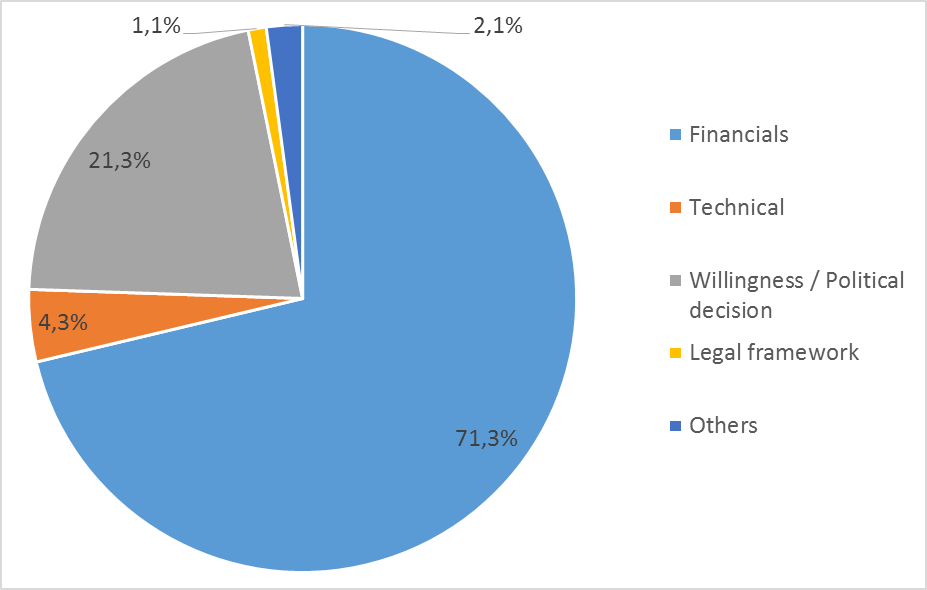 1,1%
2,1%
21,3%
4,3%
71,3%
Financials
Technical
Willingness / Political
decision
Legal framework
Others